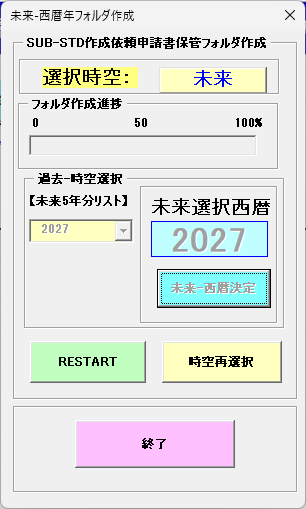 未来-西暦年フォルダ作成
SUB-STD作成依頼申請書保管フォルダ作成
選択時空: 未来
フォルダ作成進捗
0 50 100%
過去-時空選択
【未来5年分リスト】
2027
未来選択西暦
2027
未来-西暦決定
RESTART
時空再選択
終了